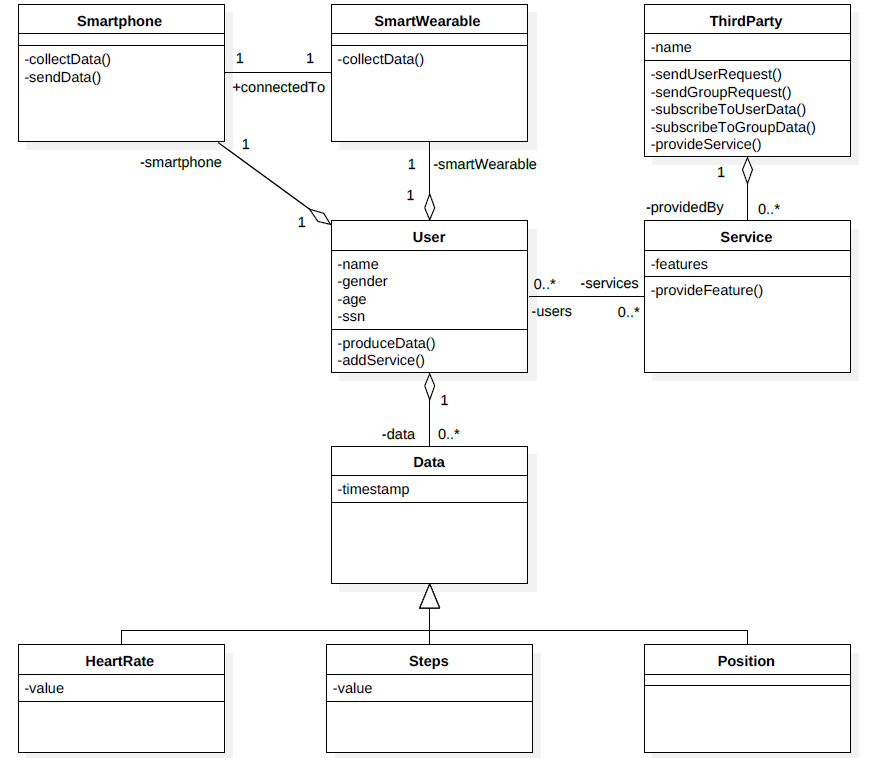 Smartphone
-collectData()
-sendData()
1
1
+connectedTo
SmartWearable
-collectData()
ThirdParty
-name
-sendUserRequest()
-sendGroupRequest()
-subscribeToUserData()
-subscribeToGroupData()
-provideService()
1
-smartphone
1
1
-smartWearable
1
1
-providedBy
0..*
User
-name
-gender
-age
-ssn
-produceData()
-addService()
0..*
-services
-users
0..*
Service
-features
-provideFeature()
1
-data
0..*
Data
-timestamp
HeartRate
-value
Steps
-value
Position